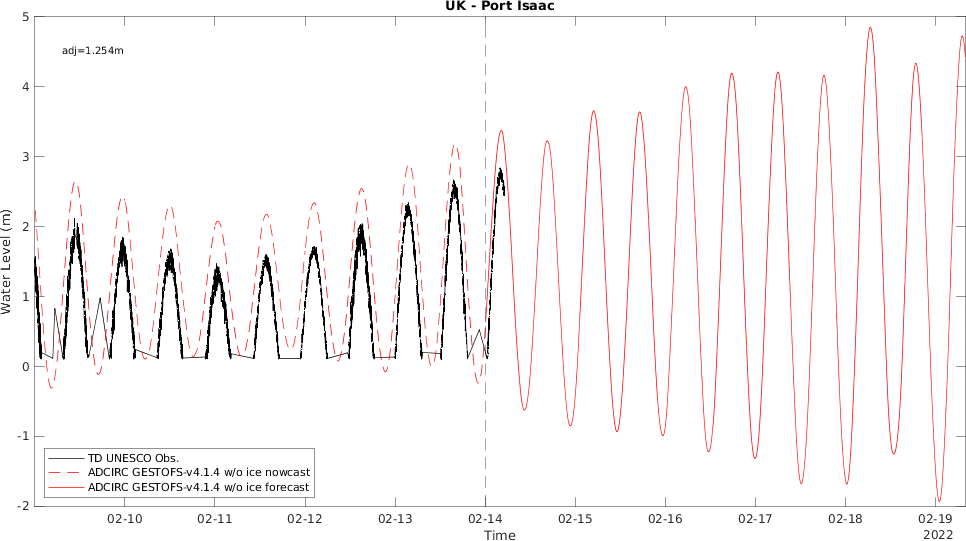 UK - Port Isaac
adj=1.254m
5
4
3
2
1
0
-1
-2
Water Level (m)
TD UNESCO Obs.
ADCIRC GESTOFS-v4.1.4 w/o ice nowcast
ADCIRC GESTOFS-v4.1.4 w/o ice forecast
02-10 02-11 02-12 02-13 02-14 02-15 02-16 02-17 02-18 02-19
Time
2022